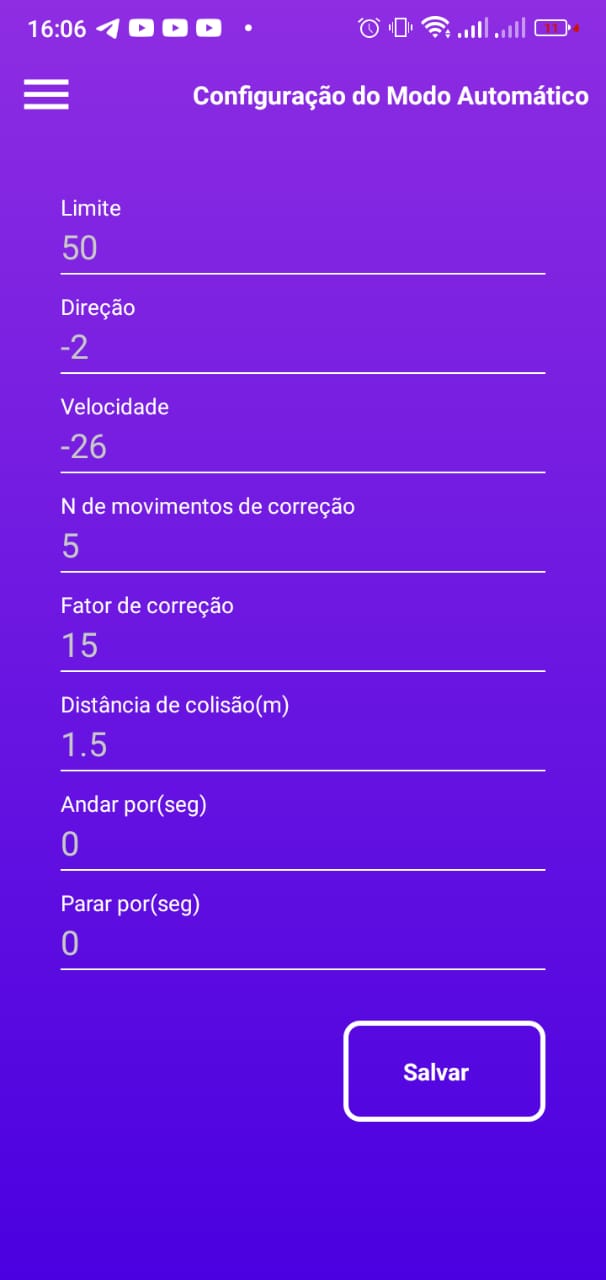 16:06
11
Configuração do Modo Automático
Limite
50
Direção
-2
Velocidade
-26
N de movimentos de correção
5
Fator de correção
15
Distância de colisão(m)
1.5
Andar por(seg)
0
Parar por(seg)
0
Salvar